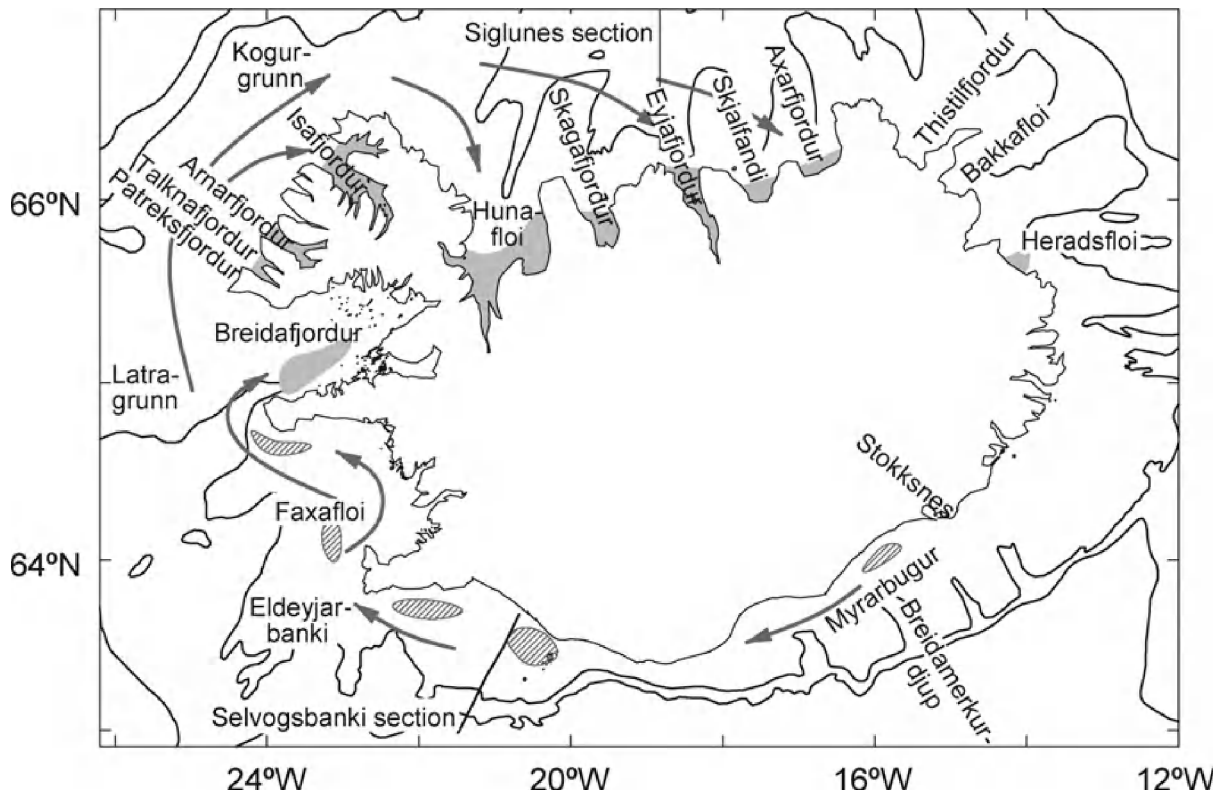 Siglunes section
Kogur-
grunn
Isafjordur
Arnarfjordur
Talknafjordur
Patreksfjordur
Skagafjordur
Eyjafjordur
Skjalfandi
Axarfjordur
Thistilfjordur
Bakkafloi
66ºN
Huna-
floi
Heradsfloi
Breidafjordur
Latra-
grunn
Stokksnes
Faxafloi
64ºN
Eldeyjar-
banki
Myrarbugur
Breidamerkur-
djup
Selvogsbanki section
24ºW
20ºW
16ºW
12ºW